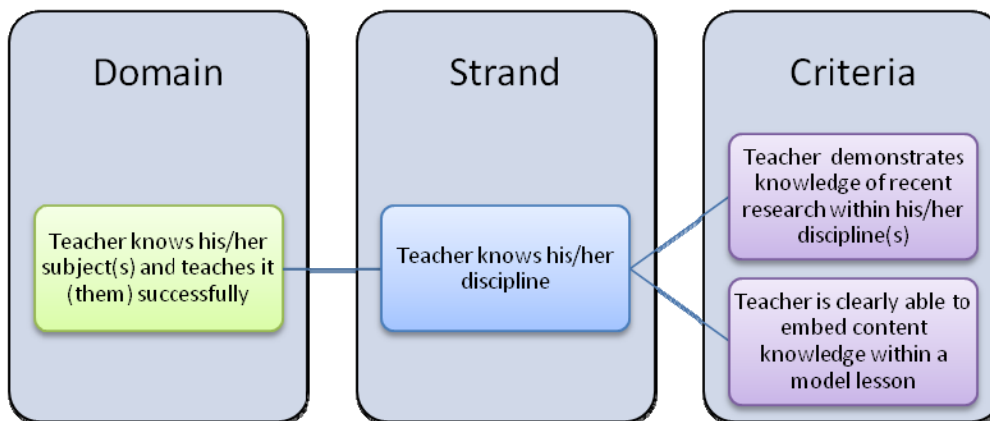 Domain
Teacher knows his/her
subject(s) and teaches it
(them) successfully
Strand
Teacher knows his/her
discipline
Criteria
Teacher demonstrates
knowledge of recent
research within his/her
discipline(s)
Teacher is clearly able to
embed content
knowledge within a
model lesson